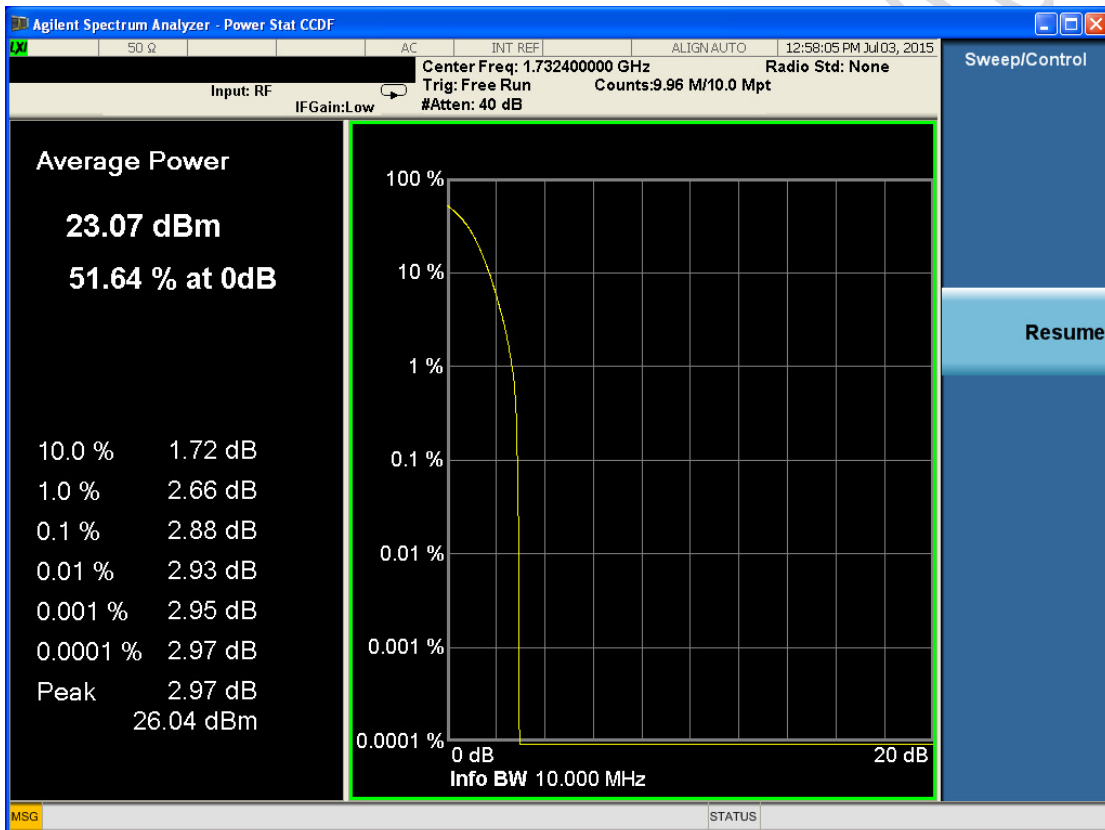 Agilent Spectrum Analyzer - Power Stat CCDF
LXI 50 Ω AC INT REF ALIGN AUTO 12:58:05 PM Jul 03, 2015
Center Freq: 1.732400000 GHz Radio Std: None
Input: RF Trig: Free Run Counts:9.96 M/10.0 Mpt
IFGain:Low #Atten: 40 dB
Sweep/Control
Resume
Average Power
23.07 dBm
51.64 % at 0dB
10.0 % 1.72 dB
1.0 % 2.66 dB
0.1 % 2.88 dB
0.01 % 2.93 dB
0.001 % 2.95 dB
0.0001 % 2.97 dB
Peak 2.97 dB
26.04 dBm
100 %
10 %
1 %
0.1 %
0.01 %
0.001 %
0.0001 %
0 dB 20 dB
Info BW 10.000 MHz
MSG STATUS